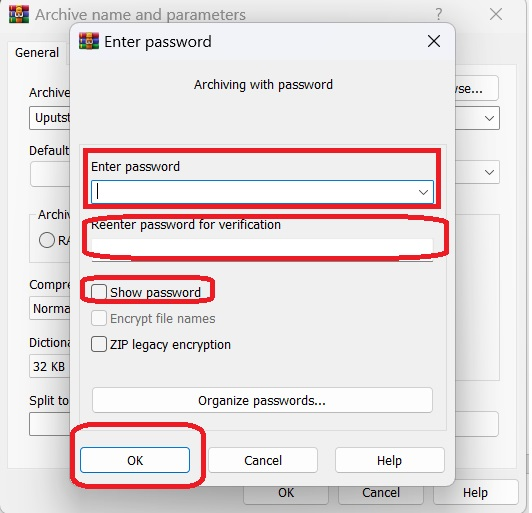 Archive name and parameters
?
General
Enter password
Archiving with password
Archive
wse...
Uputst
Enter password
Default
Reenter password for verification
Archiv
RA
Show password
Compre
Encrypt file names
Norma
ZIP legacy encryption
Dictiona
32 KB
Organize passwords...
Split to
OK Cancel Help
OK Cancel Help